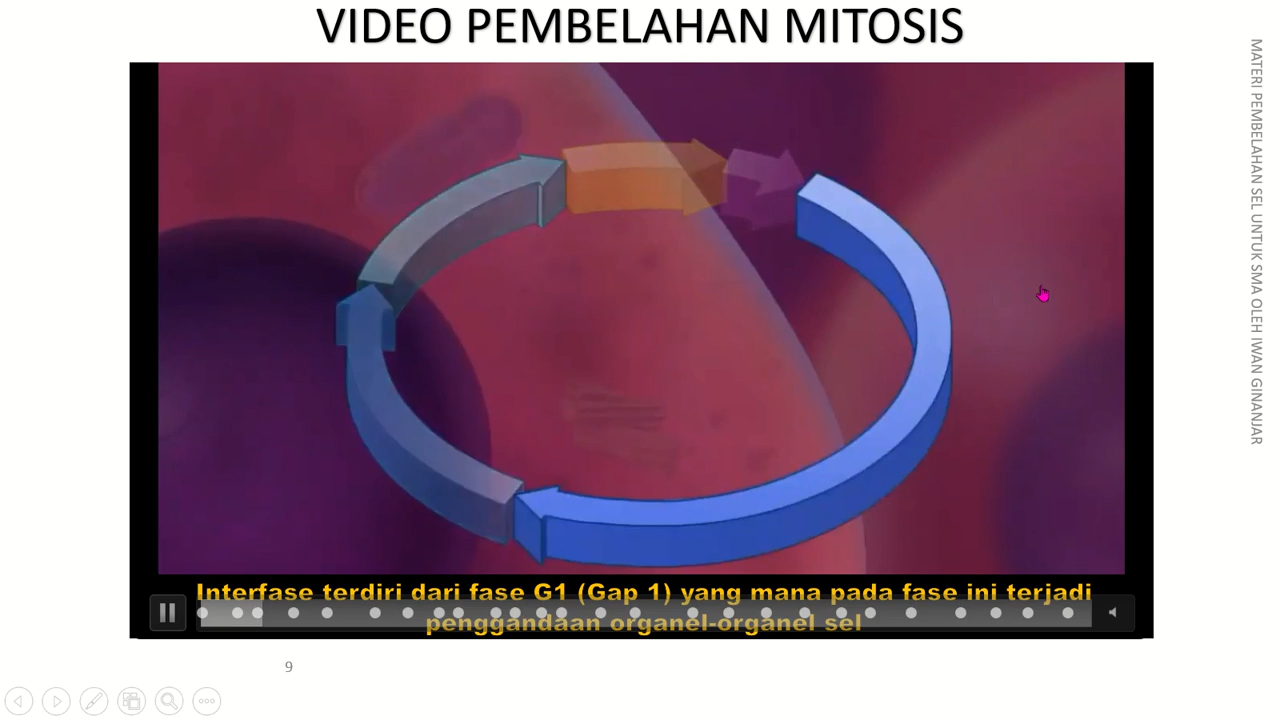 VIDEO PEMBELAHAN MITOSIS
MATERI PEMBELAHAN SEL UNTUK SMA OLEH IWAN GINANJAR
Interfase terdiri dari fase G1 (Gap 1) yang mana pada fase ini terjadi
penggandaan organel-organel sel
9